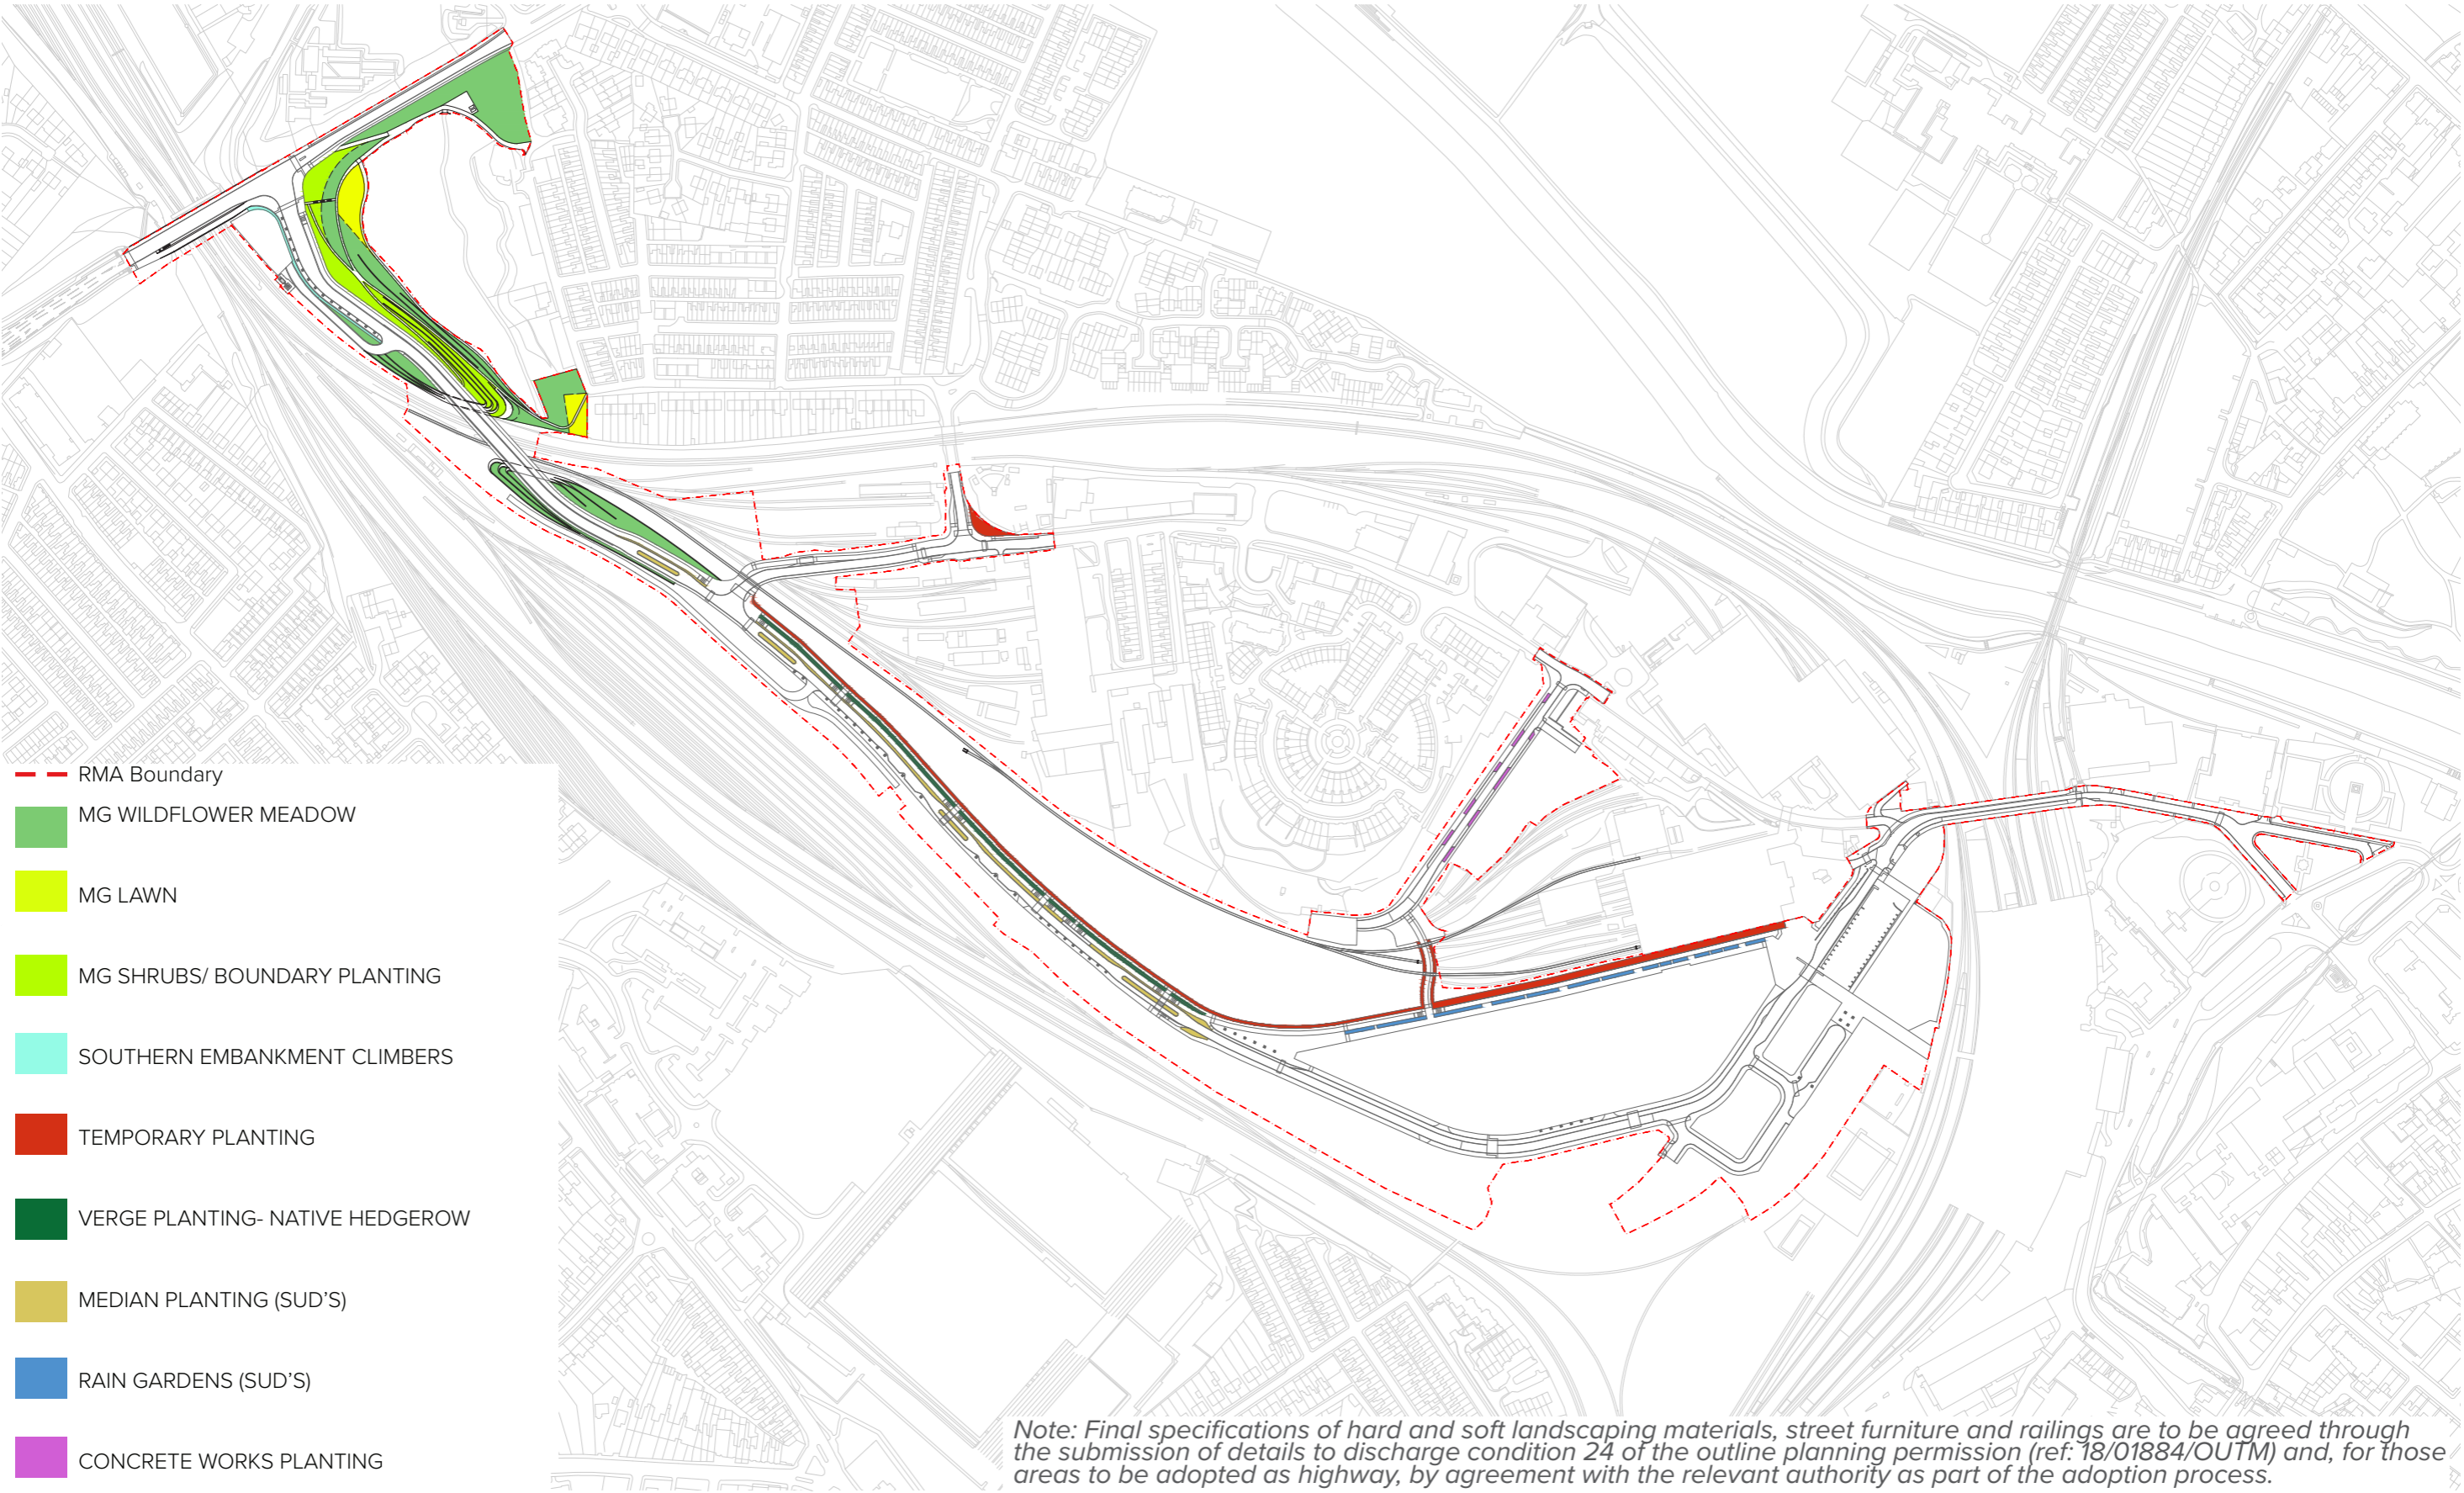 RMA Boundary
MG WILDFLOWER MEADOW
MG LAWN
MG SHRUBS/ BOUNDARY PLANTING
SOUTHERN EMBANKMENT CLIMBERS
TEMPORARY PLANTING
VERGE PLANTING- NATIVE HEDGEROW
MEDIAN PLANTING (SUD'S)
RAIN GARDENS (SUD'S)
CONCRETE WORKS PLANTING
Note: Final specifications of hard and soft landscaping materials, street furniture and railings are to be agreed through
the submission of details to discharge condition 24 of the outline planning permission (ref: 18/01884/OUTM) and, for those
areas to be adopted as highway, by agreement with the relevant authority as part of the adoption process.